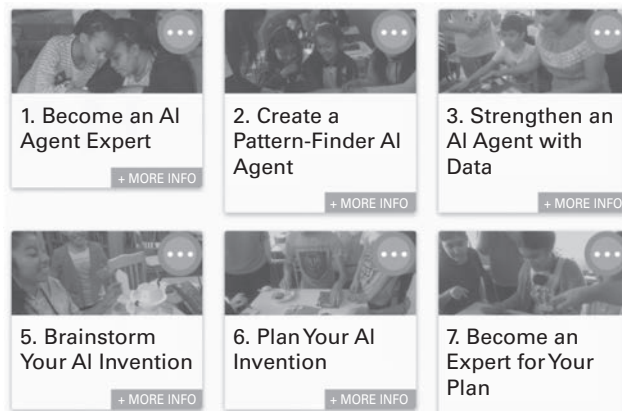 1. Become an AI
Agent Expert
+ MORE INFO
2. Create a
Pattern-Finder AI
Agent
+ MORE INFO
3. Strengthen an
AI Agent with
Data
+ MORE INFO
5. Brainstorm
Your AI Invention
+ MORE INFO
6. Plan Your AI
Invention
+ MORE INFO
7. Become an
Expert for Your
Plan